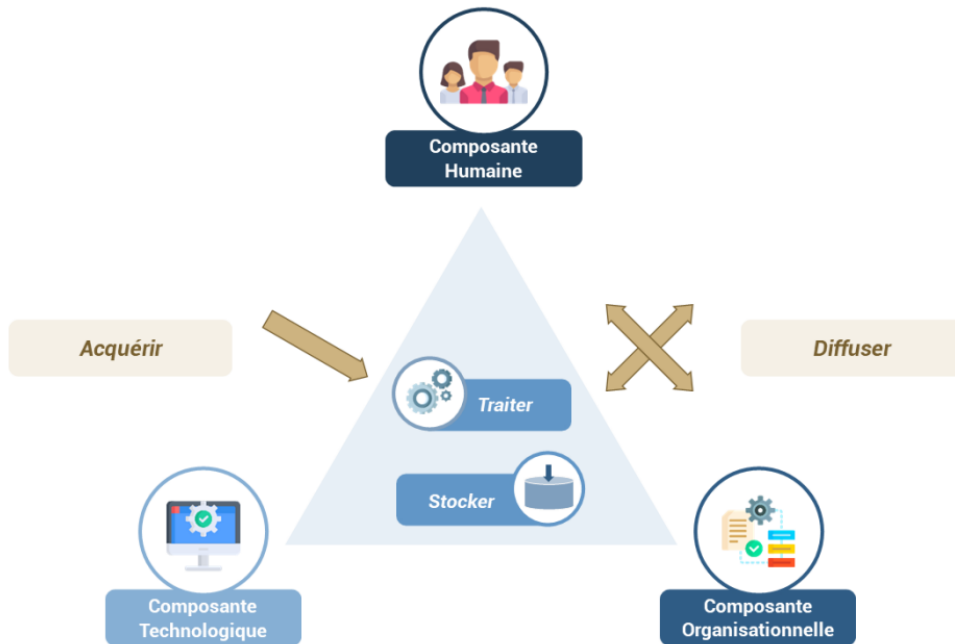 Composante
Humaine
Acquérir
Diffuser
Traiter
Stocker
Composante
Technologique
Composante
Organisationnelle